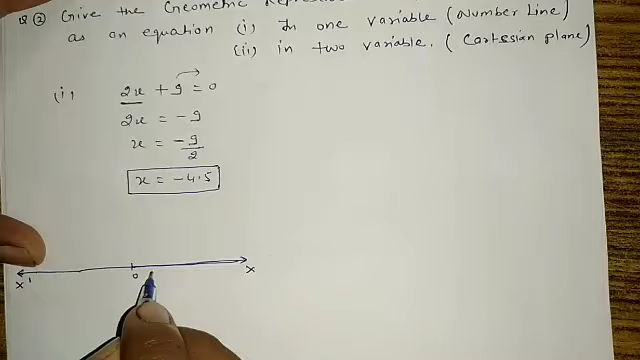 Q ② Give the Geometric
as an equation (i) In one variable (Number Line)
(ii) in two variable. (Cartesian plane)
(i) 2x + 9 = 0
2x = -9
x = -9/2
x = -4.5
x' 0 x